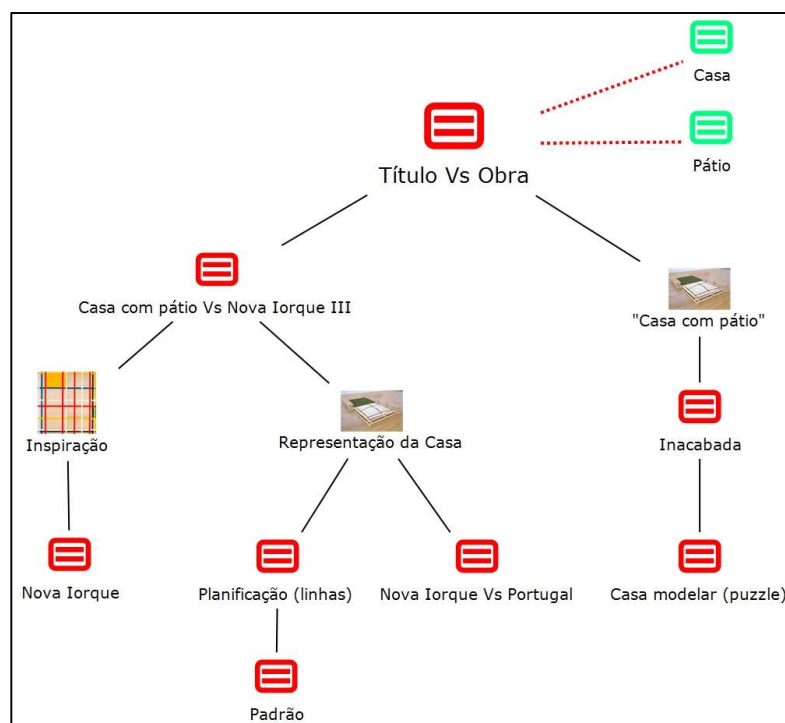 Casa
Pátio
Título Vs Obra
Casa com pátio Vs Nova Iorque III
"Casa com pátio"
Inspiração
Representação da Casa
Inacabada
Nova Iorque
Planificação (linhas)
Nova Iorque Vs Portugal
Casa modelar (puzzle)
Padrão